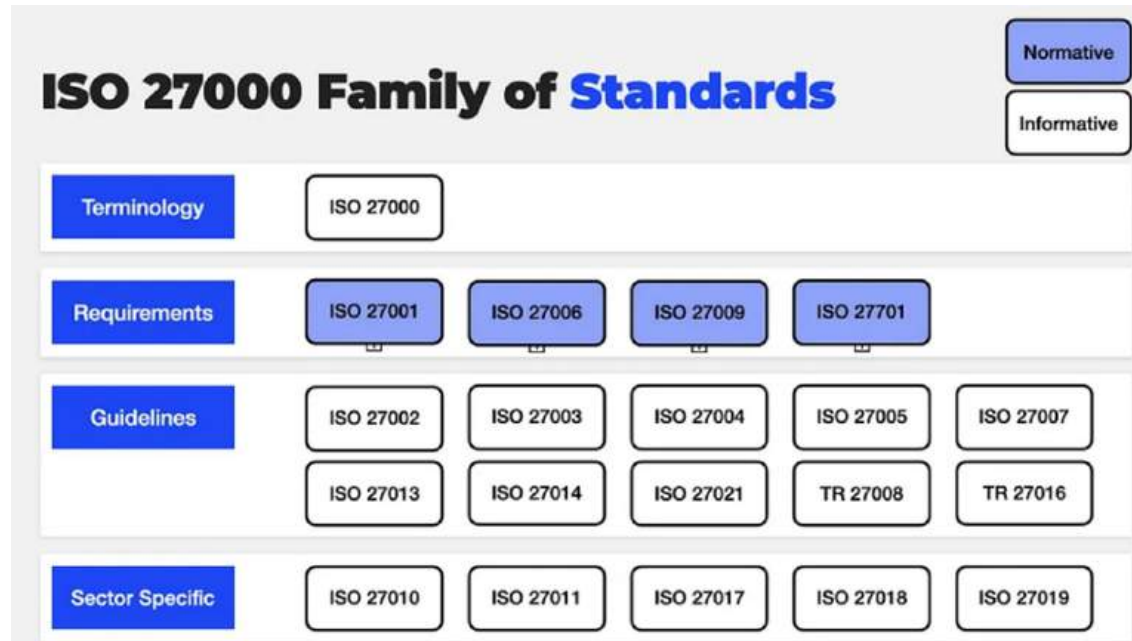 Normative
ISO 27000 Family of Standards
Informative
Terminology
ISO 27000
Requirements
ISO 27001
ISO 27006
ISO 27009
ISO 27701
Guidelines
ISO 27002
ISO 27003
ISO 27004
ISO 27005
ISO 27007
ISO 27013
ISO 27014
ISO 27021
TR 27008
TR 27016
Sector Specific
ISO 27010
ISO 27011
ISO 27017
ISO 27018
ISO 27019